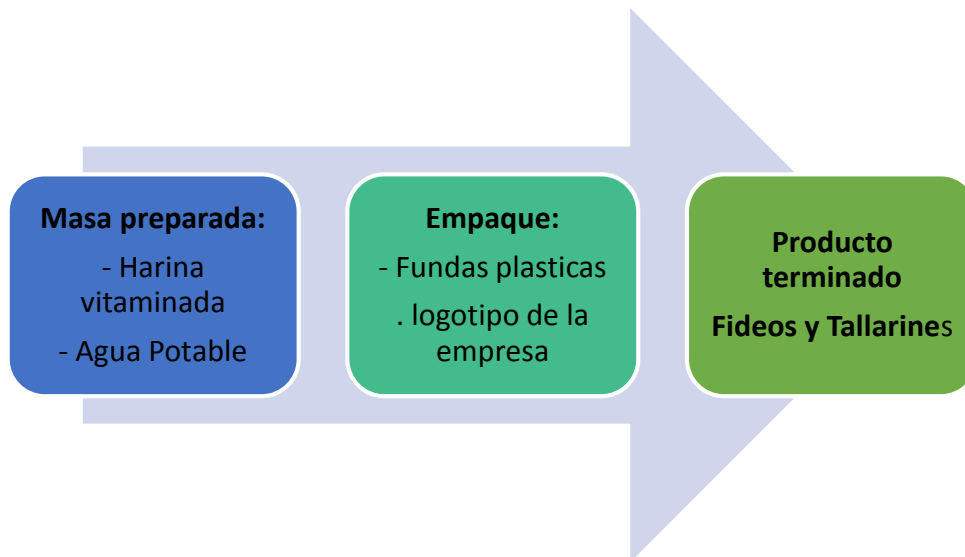 Masa preparada:
- Harina
vitaminada
- Agua Potable
Empaque:
- Fundas plasticas
. logotipo de la
empresa
Producto
terminado
Fideos y Tallarines